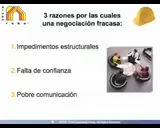 3 razones por las cuales
una negociación fracasa:
1. Impedimentos estructurales
2. Falta de confianza
3. Pobre comunicación